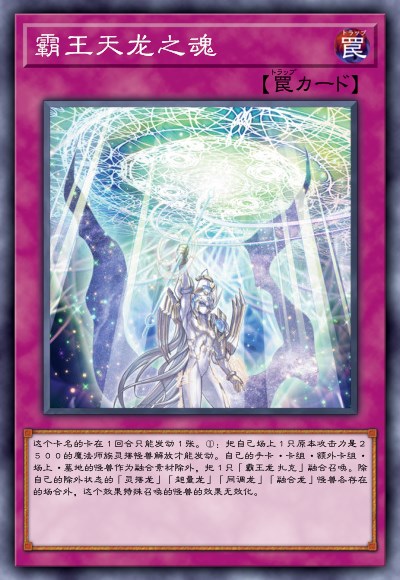 霸王天龙之魂
トラップ
罠
トラップ
【罠カード】
这个卡名的卡在1回合只能发动1张。①：把自己场上1只原本攻击力是2
500的魔法师族灵摆怪兽解放才能发动。自己的手卡·卡组·额外卡组·
场上·墓地的怪兽作为融合素材除外，把1只「霸王龙 扎克」融合召唤。除
自己的除外状态的「灵摆龙」「超量龙」「同调龙」「融合龙」怪兽各存在
的场合外，这个效果特殊召唤的怪兽的效果无效化。